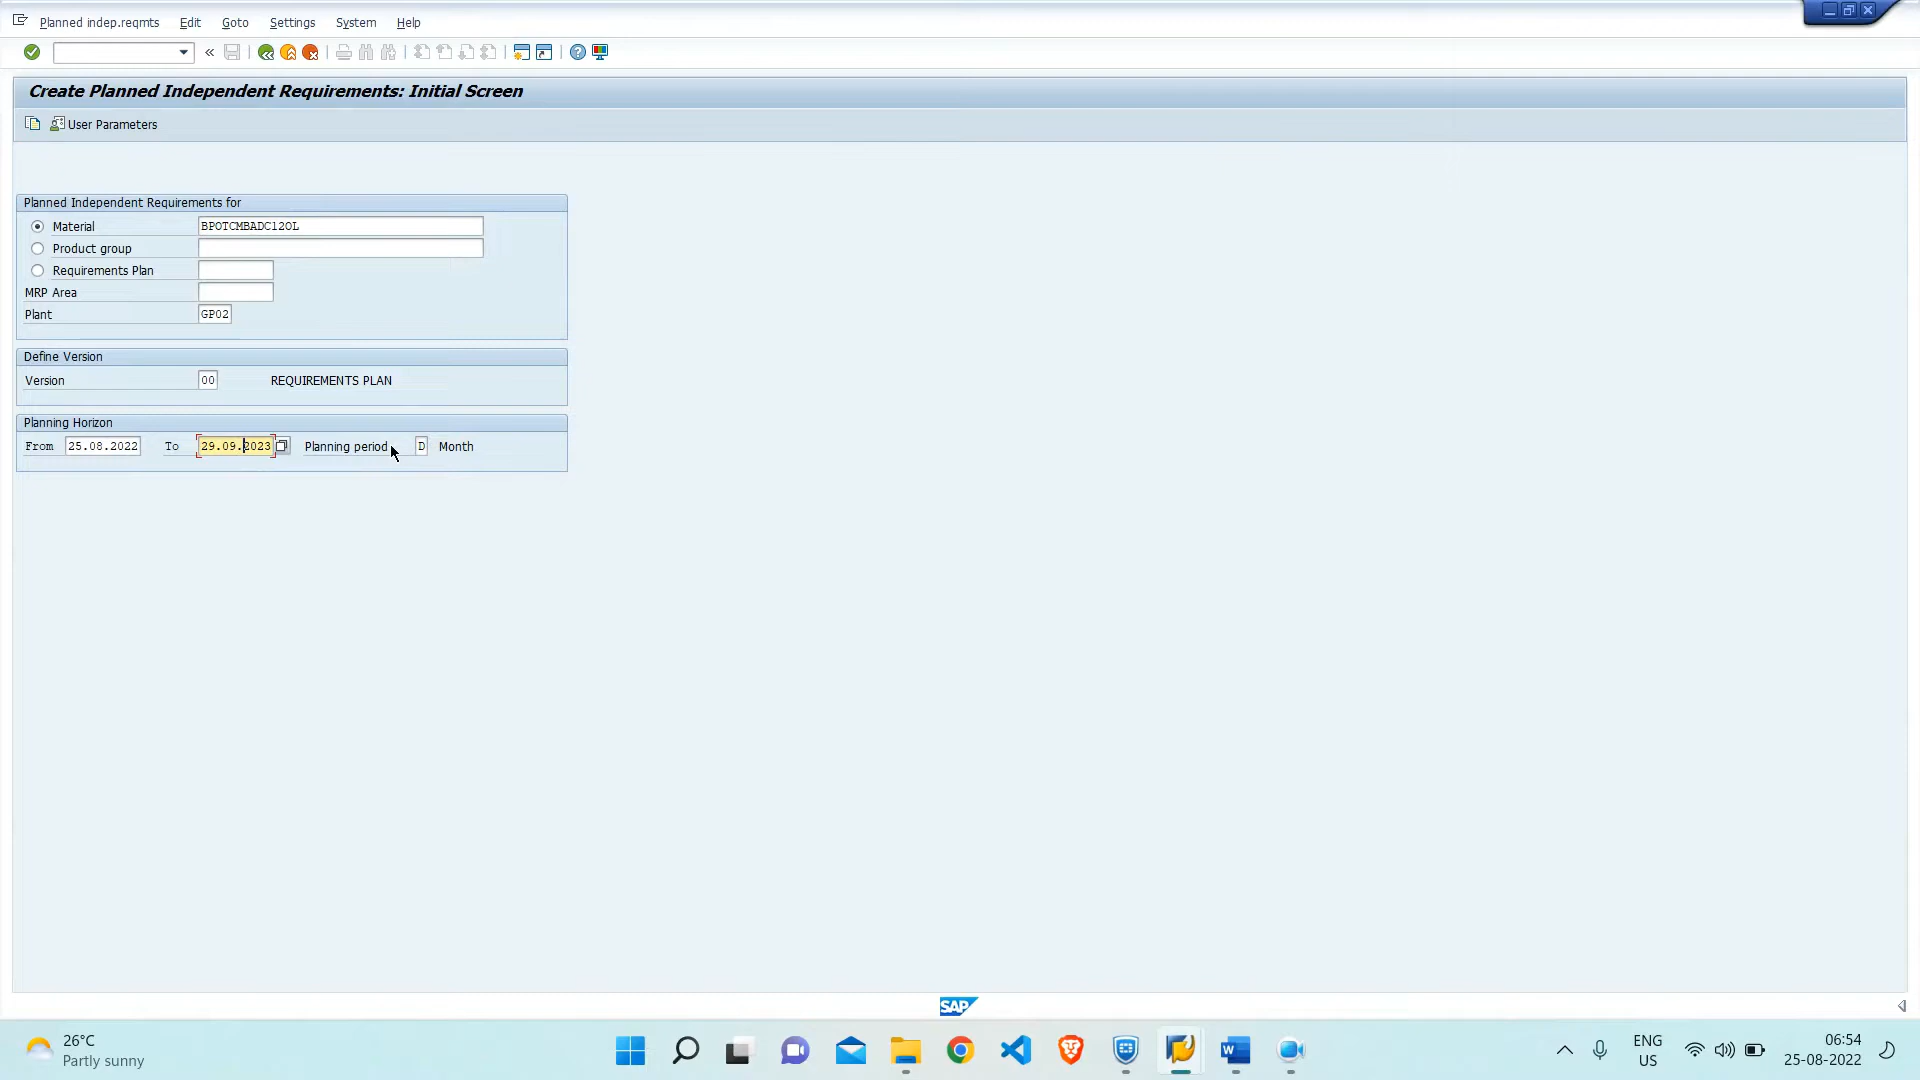 Planned indep.reqmts Edit Goto Settings System Help
Create Planned Independent Requirements: Initial Screen
User Parameters
Planned Independent Requirements for
Material BPOTCMBADC12OL
Product group
Requirements Plan
MRP Area
Plant GP02
Define Version
Version 00 REQUIREMENTS PLAN
Planning Horizon
From 25.08.2022 To 29.09.2023 Planning period D Month
SAP
26°C
Partly sunny
ENG
US
06:54
25-08-2022